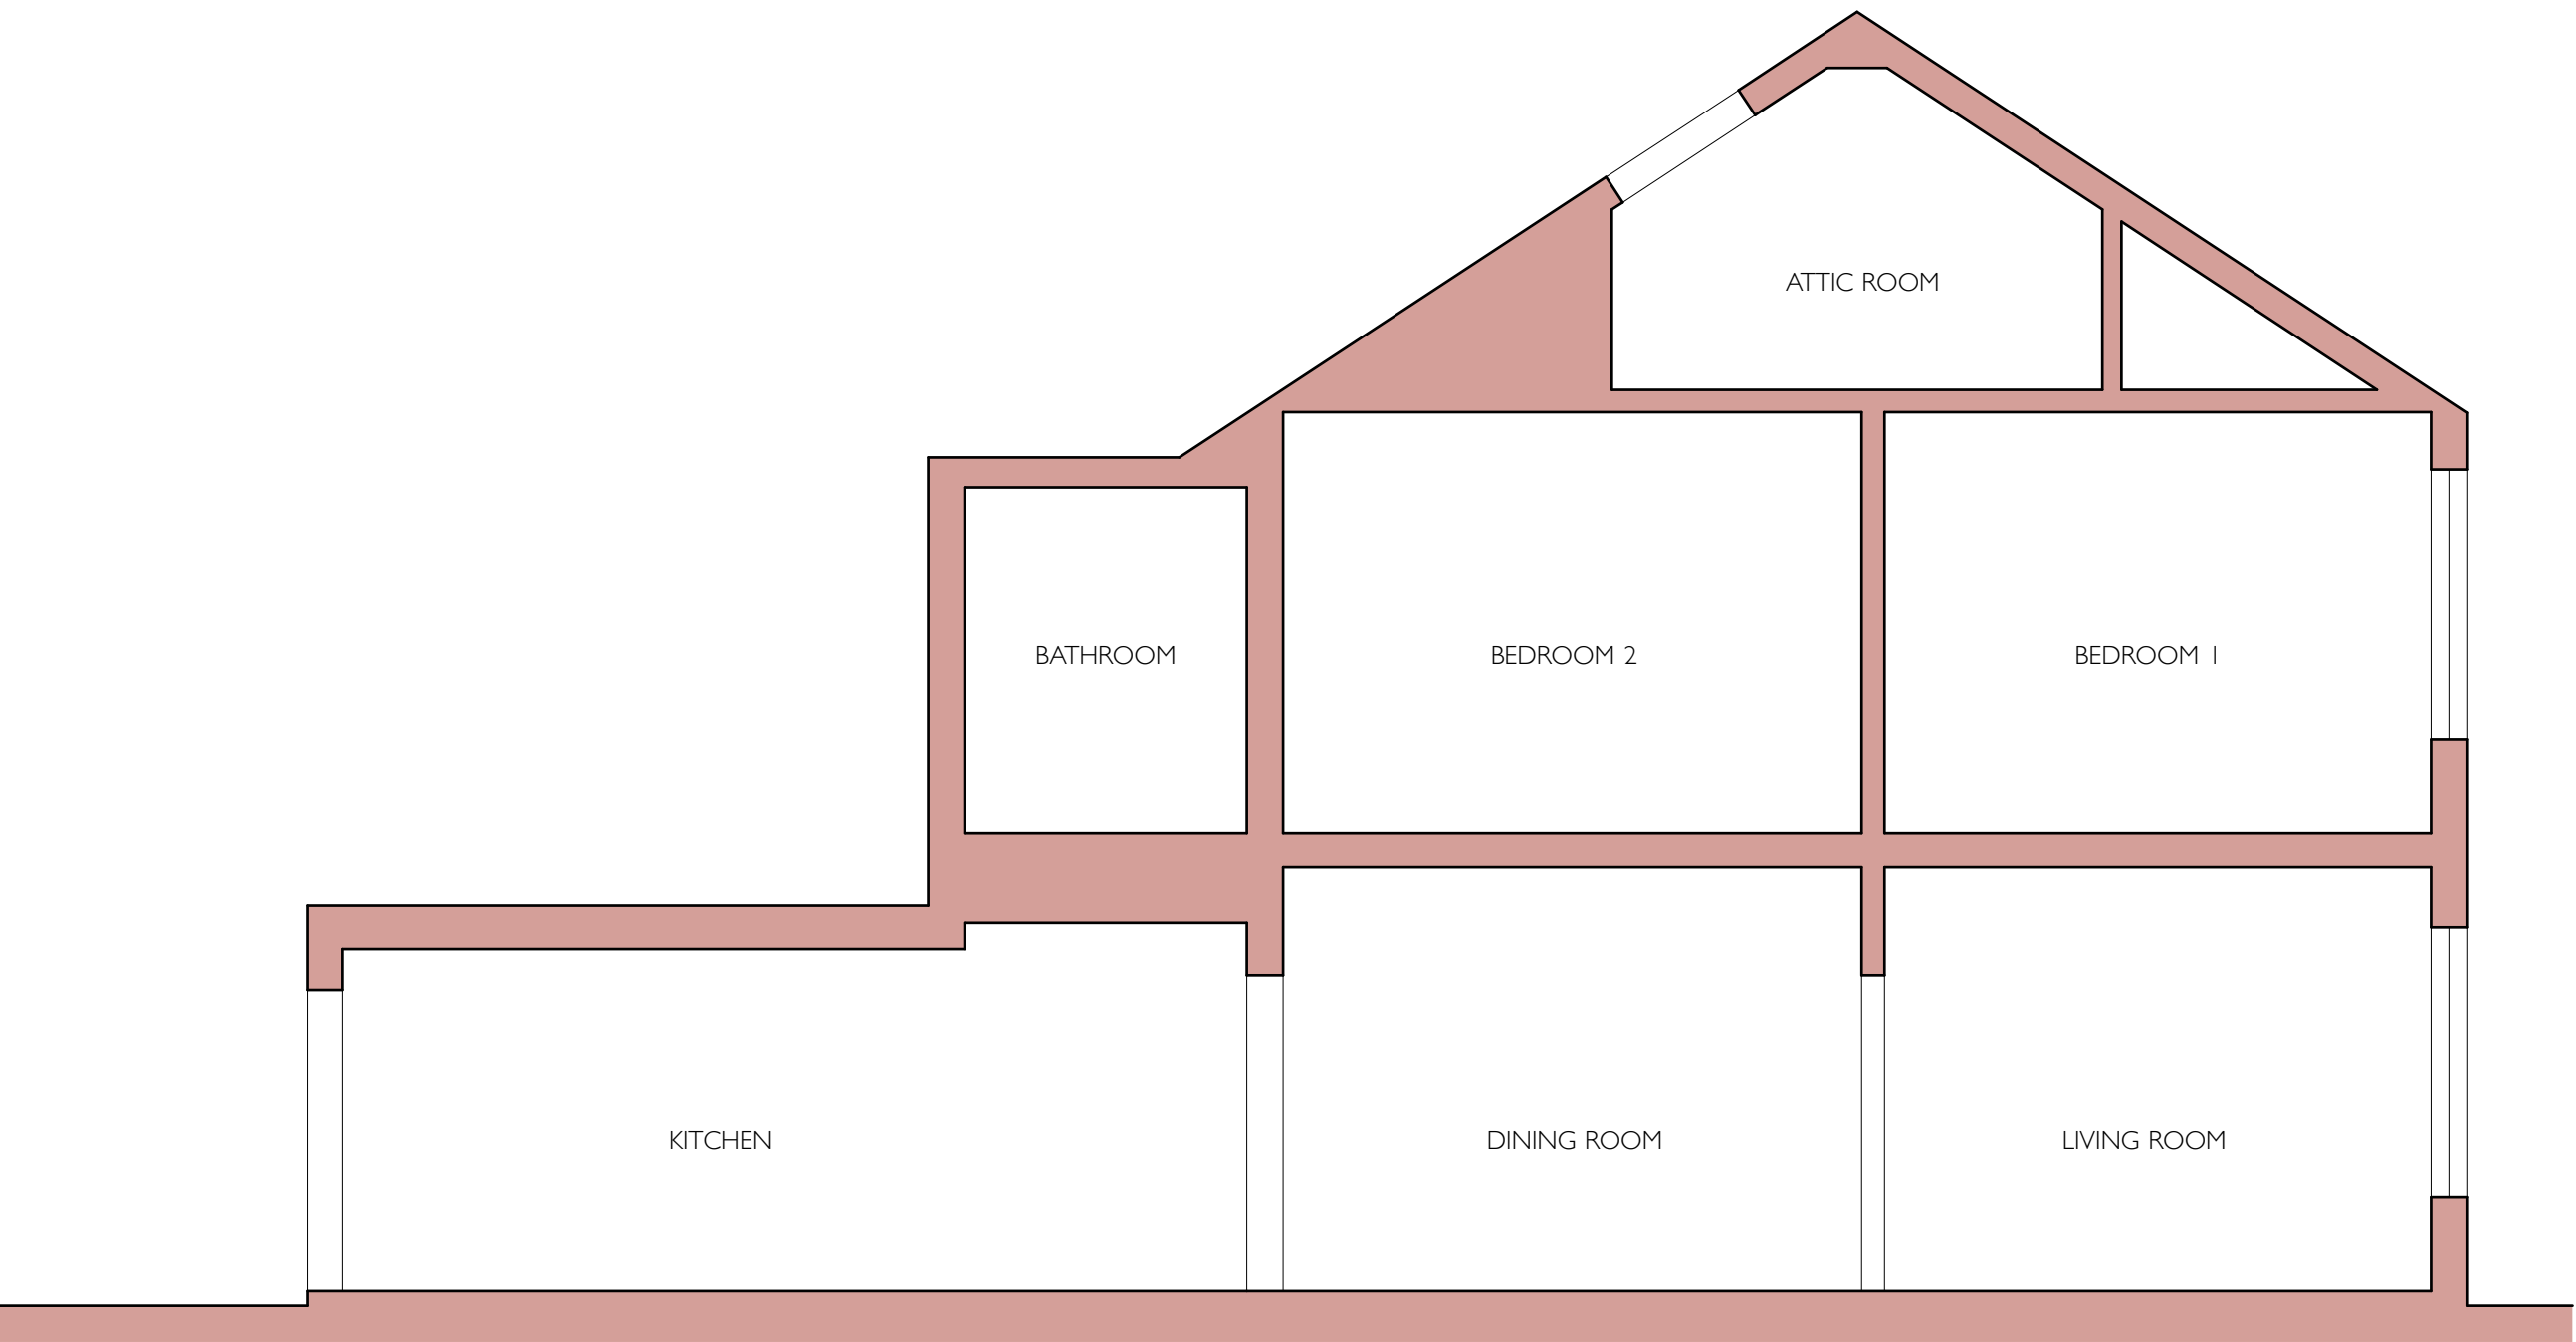 ATTIC ROOM
BATHROOM
BEDROOM 2
BEDROOM 1
KITCHEN
DINING ROOM
LIVING ROOM